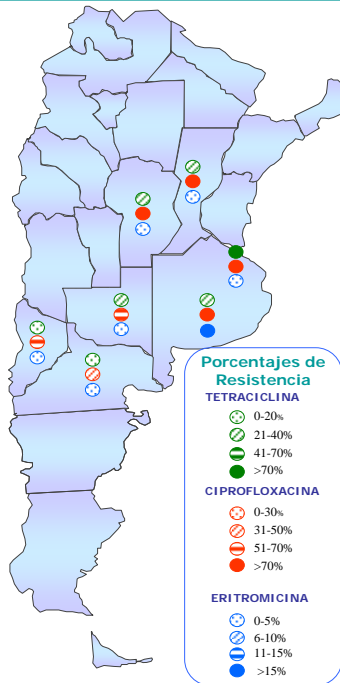 Porcentajes de
Resistencia
TETRACICLINA
0-20%
21-40%
41-70%
>70%
CIPROFLOXACINA
0-30%
31-50%
51-70%
>70%
ERITROMICINA
0-5%
6-10%
11-15%
>15%